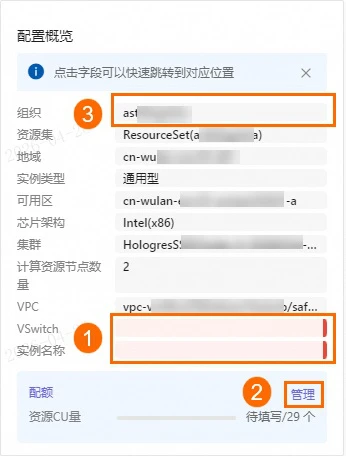 配置概览
点击字段可以快速跳转到对应位置
组织 ast
3
资源集 ResourceSet(a a)
地域 cn-wu
实例类型 通用型
可用区 cn-wulan- -a
芯片架构 Intel(x86)
集群 HologresS -...
计算资源节点数量 2
VPC vpc- /saf...
VSwitch
1
实例名称
2
配额 管理
资源CU量 待填写/29 个